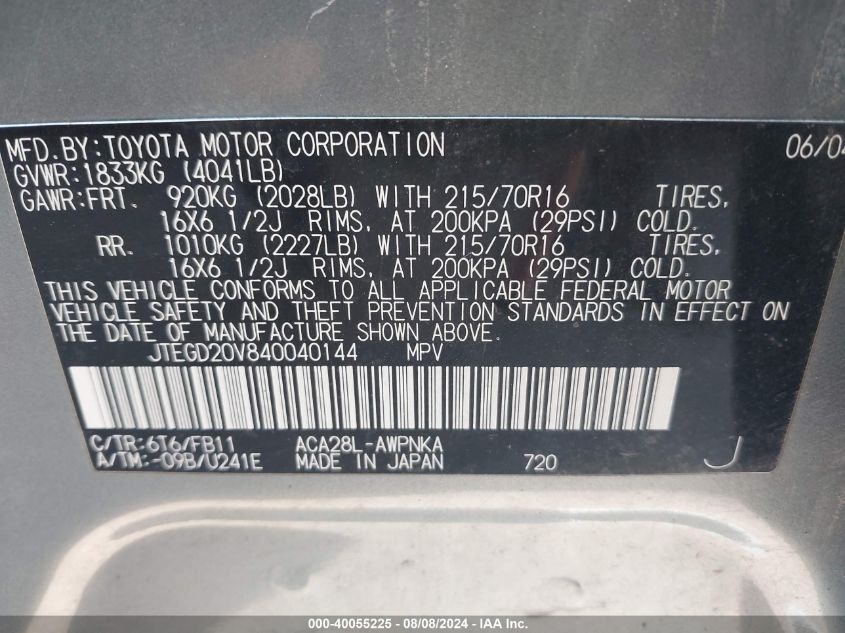 MFD.BY:TOYOTA MOTOR CORPORATION 06/04
GVWR:1833KG (4041LB)
GAWR:FRT. 920KG (2028LB) WITH 215/70R16 TIRES,
16X6 1/2J RIMS, AT 200KPA (29PSI) COLD.
RR. 1010KG (2227LB) WITH 215/70R16 TIRES,
16X6 1/2J RIMS, AT 200KPA (29PSI) COLD.
THIS VEHICLE CONFORMS TO ALL APPLICABLE FEDERAL MOTOR
VEHICLE SAFETY AND THEFT PREVENTION STANDARDS IN EFFECT ON
THE DATE OF MANUFACTURE SHOWN ABOVE.
JTEGD20V840040144 MPV
C/TR:6T6/FB11 ACA28L-AWPNKA
A/TM:-09B/U241E MADE IN JAPAN 720 J
000-40055225 - 08/08/2024 - IAA Inc.